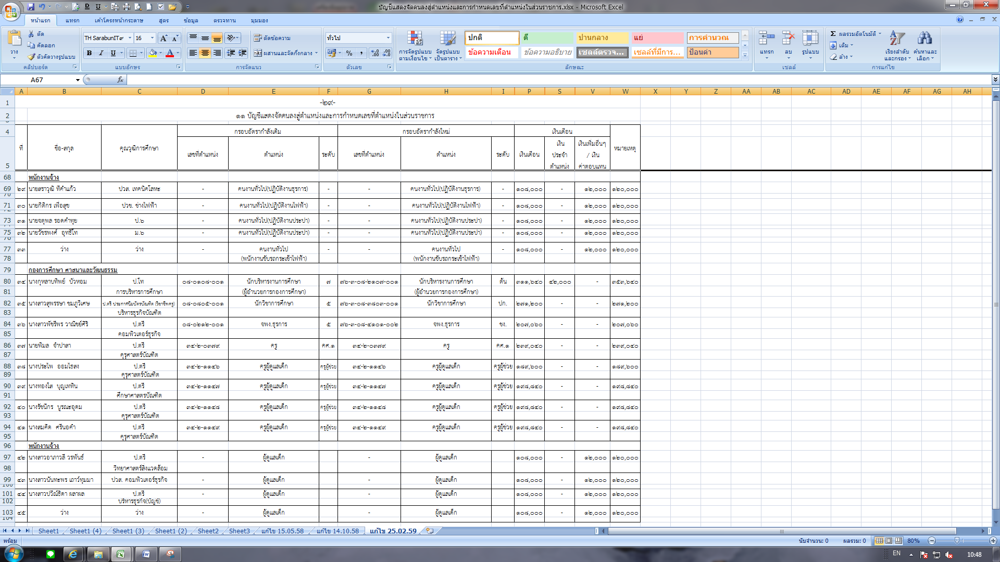 บัญชีแสดงจัดคนลงสู่ตำแหน่งและการกำหนดเลขที่ตำแหน่งในส่วนราชการ.xlsx - Microsoft Excel
หน้าแรก แทรก เค้าโครงหน้ากระดาษ สูตร ข้อมูล ตรวจทาน มุมมอง
วาง ตัด คัดลอก ตัวคัดวางรูปแบบ คลิปบอร์ด
TH SarabunIT๙ 16 B I U แบบอักษร
ตัดข้อความ ผสานและจัดกึ่งกลาง การจัดแนว
ทั่วไป % , ตัวเลข
การจัดรูปแบบตามเงื่อนไข จัดรูปแบบเป็นตาราง
ปกติ ดี ปานกลาง แย่ การคำนวณ
ข้อความเตือน ข้อความอธิบาย เซลล์ตรวจ... เซลล์ที่มีการ... ป้อนค่า
ลักษณะ
แทรก ลบ รูปแบบ เซลล์
ผลรวมอัตโนมัติ เติม ล้าง เรียงลำดับและกรอง ค้นหาและเลือก การแก้ไข
A67 fx
A B C D E F G H I P S V W X Y Z AA AB AC AD AE AF AG AH
1 -๒๙-
2 ๑๑ บัญชีแสดงจัดคนลงสู่ตำแหน่งและการกำหนดเลขที่ตำแหน่งในส่วนราชการ
4 ที่ ชื่อ-สกุล คุณวุฒิการศึกษา กรอบอัตรากำลังเดิม กรอบอัตรากำลังใหม่ เงินเดือน หมายเหตุ
5 เลขที่ตำแหน่ง ตำแหน่ง ระดับ เลขที่ตำแหน่ง ตำแหน่ง ระดับ เงินเดือน เงินประจำตำแหน่ง เงินเพิ่มอื่นๆ / เงินค่าตอบแทน
68 พนักงานจ้าง
69 ๒๙ นายสราวุฒิ ทีคำแก้ว ปวส. เทคนิคโลหะ - คนงานทั่วไป(ปฎิบัติงานธุรการ) - - คนงานทั่วไป(ปฎิบัติงานธุรการ) - ๑๐๘,๐๐๐ - ๑๒,๐๐๐ ๑๒๐,๐๐๐
71 ๓๐ นายกิติกร เพื่อสุข ปวช. ช่างไฟฟ้า - คนงานทั่วไป(ปฎิบัติงานไฟฟ้า) - - คนงานทั่วไป(ปฎิบัติงานไฟฟ้า) - ๑๐๘,๐๐๐ - ๑๒,๐๐๐ ๑๒๐,๐๐๐
73 ๓๑ นายจตุพล รอดคำทุย ป.๖ - คนงานทั่วไป(ปฎิบัติงานประปา) - - คนงานทั่วไป(ปฎิบัติงานประปา) - ๑๐๘,๐๐๐ - ๑๒,๐๐๐ ๑๒๐,๐๐๐
75 ๓๒ นายวัชรพงศ์ อุทธิโท ม.๖ - คนงานทั่วไป(ปฎิบัติงานประปา) - - คนงานทั่วไป(ปฎิบัติงานประปา) - ๑๐๘,๐๐๐ - ๑๒,๐๐๐ ๑๒๐,๐๐๐
77 ๓๓ ว่าง ว่าง - คนงานทั่วไป - - คนงานทั่วไป - ๑๐๘,๐๐๐ - ๑๒,๐๐๐ ๑๒๐,๐๐๐
78 (พนักงานขับรถกระเช้าไฟฟ้า) (พนักงานขับรถกระเช้าไฟฟ้า)
79 กองการศึกษา ศาสนาและวัฒนธรรม
80 ๓๔ นางกุหลาบทิพย์ บัวหอม ป.โท ๐๘-๐๑๐๘-๐๐๑ นักบริหารงานการศึกษา ๗ ๗๖-๓-๐๘-๒๑๐๗-๐๐๑ นักบริหารงานการศึกษา ต้น ๓๑๑,๖๔๐ ๔๒,๐๐๐ - ๓๕๓,๖๔๐
81 การบริหารการศึกษา (ผู้อำนวยการกองการศึกษา) (ผู้อำนวยการกองการศึกษา)
82 ๓๕ นางสาวสุพรรษา ชมภูวิเศษ ป.ตรี ประกาศนียบัตรบัณฑิต (วิชาชีพครู) ๐๘-๐๘๐๕-๐๐๑ นักวิชาการศึกษา ๕ ๗๖-๓-๐๘-๓๘๐๓-๐๐๑ นักวิชาการศึกษา ปก. ๒๗๑,๒๐๐ - - ๒๗๑,๒๐๐
83 บริหารธุรกิจบัณฑิต
84 ๓๖ นางสาวพัชรีพร วาณิชย์ศิริ ป.ตรี ๐๘-๐๒๑๒-๐๐๑ จพง.ธุรการ ๕ ๗๖-๓-๐๘-๔๑๐๑-๐๐๒ จพง.ธุรการ ชง. ๒๐๗,๐๖๐ - - ๒๐๗,๐๖๐
85 คอมพิวเตอร์ธุรกิจ
86 ๓๗ นายพิมล จำปาสา ป.ตรี ๓๔-๒-๐๓๗๙ ครู คศ.๑ ๓๔-๒-๐๓๗๙ ครู คศ.๑ ๒๓๙,๐๔๐ - - ๒๓๙,๐๔๐
87 คุรุศาสตร์บัณฑิต
88 ๓๘ นางประไพ ออมไธสง ป.ตรี ๓๔-๒-๑๑๔๖ ครูผู้ดูแลเด็ก ครูผู้ช่วย ๓๔-๒-๑๑๔๖ ครูผู้ดูแลเด็ก ครูผู้ช่วย ๑๘๙,๖๐๐ - - ๑๘๙,๖๐๐
89 คุรุศาสตร์บัณฑิต
90 ๓๙ นางทองใส บุญเททิน ป.ตรี ๓๔-๒-๑๑๔๗ ครูผู้ดูแลเด็ก ครูผู้ช่วย ๓๔-๒-๑๑๔๗ ครูผู้ดูแลเด็ก ครูผู้ช่วย ๑๙๘,๘๔๐ - - ๑๙๘,๘๔๐
91 ศึกษาศาสตรบัณฑิต
92 ๔๐ นางรัชนีกร บูรณะอุดม ป.ตรี ๓๔-๒-๑๑๔๘ ครูผู้ดูแลเด็ก ครูผู้ช่วย ๓๔-๒-๑๑๔๘ ครูผู้ดูแลเด็ก ครูผู้ช่วย ๑๙๘,๘๔๐ - - ๑๙๘,๘๔๐
93 คุรุศาสตร์บัณฑิต
94 ๔๑ นางสมคิด ศรีนอคำ ป.ตรี ๓๔-๒-๑๑๔๙ ครูผู้ดูแลเด็ก ครูผู้ช่วย ๓๔-๒-๑๑๔๙ ครูผู้ดูแลเด็ก ครูผู้ช่วย ๑๙๘,๘๔๐ - - ๑๙๘,๘๔๐
95 คุรุศาสตร์บัณฑิต
96 พนักงานจ้าง
97 ๔๒ นางสาวอาภาวลี วรพันธ์ ป.ตรี - ผู้ดูแลเด็ก - ผู้ดูแลเด็ก ๑๐๘,๐๐๐ - ๑๒,๐๐๐ ๑๒๐,๐๐๐
98 วิทยาศาสตร์สิ่งแวดล้อม
99 ๔๓ นางสาวนันทะพร เถาว์ทุมมา ปวส. คอมพิวเตอร์ธุรกิจ - ผู้ดูแลเด็ก - ผู้ดูแลเด็ก ๑๐๘,๐๐๐ - ๑๒,๐๐๐ ๑๒๐,๐๐๐
101 ๔๔ นางสาวปวีณ์ธิดา ผลาผล ป.ตรี - ผู้ดูแลเด็ก - ผู้ดูแลเด็ก ๑๐๘,๐๐๐ - ๑๒,๐๐๐ ๑๒๐,๐๐๐
102 บริหารธุรกิจ(บัญชี)
103 ๔๕ ว่าง ว่าง - ผู้ดูแลเด็ก - ผู้ดูแลเด็ก ๑๐๘,๐๐๐ - ๑๒,๐๐๐ ๑๒๐,๐๐๐
Sheet1 Sheet1 (4) Sheet1 (3) Sheet1 (2) Sheet2 Sheet3 แก้ไข 15.05.58 แก้ไข 14.10.58 แก้ไข 25.02.59
พร้อม นับจำนวน: 0 ผลรวม: 0 80%
EN 10:48